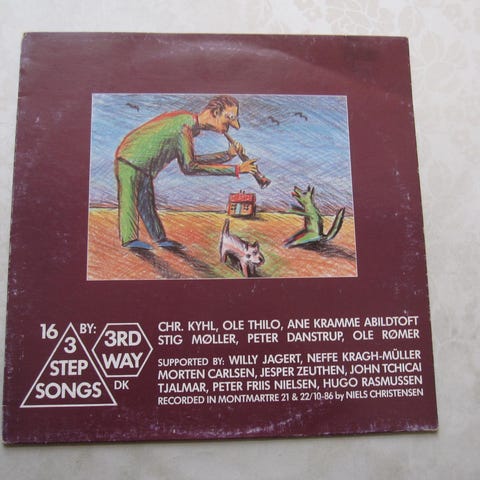 16 BY: 3RD
3 WAY
STEP DK
SONGS
CHR. KYHL, OLE THILO, ANE KRAMME ABILDTOFT
STIG MØLLER, PETER DANSTRUP, OLE RØMER
SUPPORTED BY: WILLY JAGERT, NEFFE KRAGH-MÜLLER
MORTEN CARLSEN, JESPER ZEUTHEN, JOHN TCHICAI
TJALMAR, PETER FRIIS NIELSEN, HUGO RASMUSSEN
RECORDED IN MONTMARTRE 21 & 22/10-86 by NIELS CHRISTENSEN